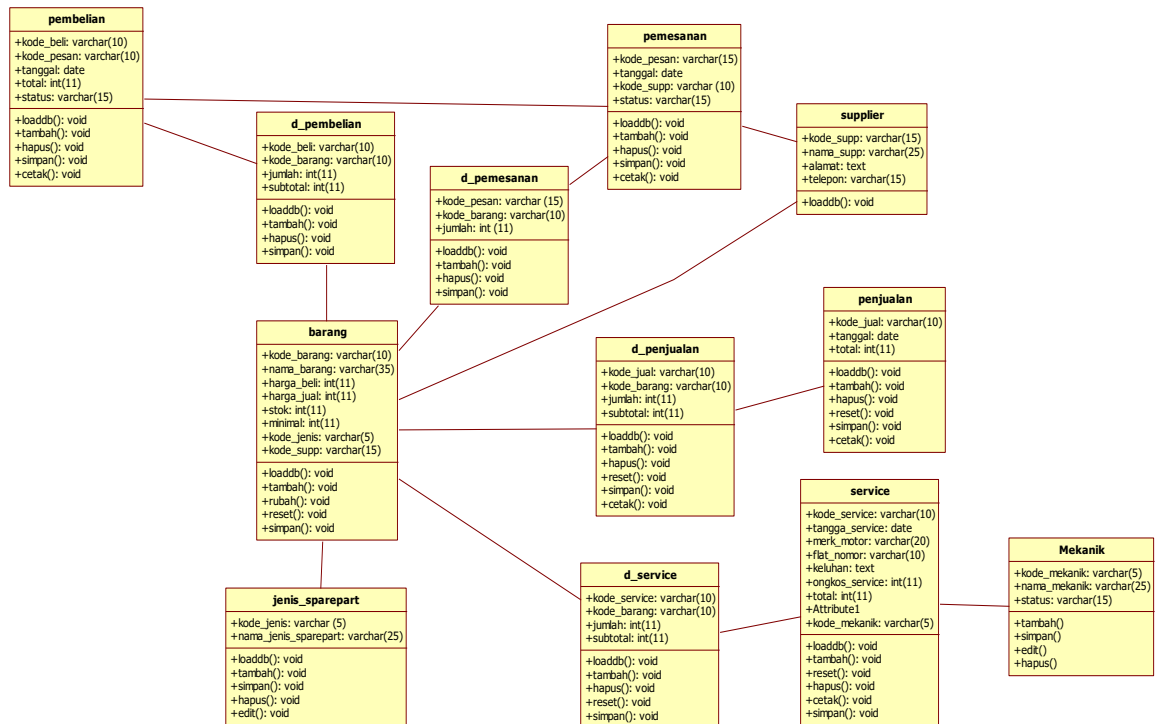 pembelian
+kode_beli: varchar(10)
+kode_pesan: varchar(10)
+tanggal: date
+total: int(11)
+status: varchar(15)
+loaddb(): void
+tambah(): void
+hapus(): void
+simpan(): void
+cetak(): void
d_pembelian
+kode_beli: varchar(10)
+kode_barang: varchar(10)
+jumlah: int(11)
+subtotal: int(11)
+loaddb(): void
+tambah(): void
+hapus(): void
+simpan(): void
d_pemesanan
+kode_pesan: varchar (15)
+kode_barang: varchar(10)
+jumlah: int (11)
+loaddb(): void
+tambah(): void
+hapus(): void
+simpan(): void
pemesanan
+kode_pesan: varchar(15)
+tanggal: date
+kode_supp: varchar (10)
+status: varchar(15)
+loaddb(): void
+tambah(): void
+hapus(): void
+simpan(): void
+cetak(): void
supplier
+kode_supp: varchar(15)
+nama_supp: varchar(25)
+alamat: text
+telepon: varchar(15)
+loaddb(): void
barang
+kode_barang: varchar(10)
+nama_barang: varchar(35)
+harga_beli: int(11)
+harga_jual: int(11)
+stok: int(11)
+minimal: int(11)
+kode_jenis: varchar(5)
+kode_supp: varchar(15)
+loaddb(): void
+tambah(): void
+rubah(): void
+reset(): void
+simpan(): void
d_penjualan
+kode_jual: varchar(10)
+kode_barang: varchar(10)
+jumlah: int(11)
+subtotal: int(11)
+loaddb(): void
+tambah(): void
+hapus(): void
+reset(): void
+simpan(): void
+cetak(): void
penjualan
+kode_jual: varchar(10)
+tanggal: date
+total: int(11)
+loaddb(): void
+tambah(): void
+hapus(): void
+reset(): void
+simpan(): void
+cetak(): void
jenis_sparepart
+kode_jenis: varchar (5)
+nama_jenis_sparepart: varchar(25)
+loaddb(): void
+tambah(): void
+simpan(): void
+hapus(): void
+edit(): void
d_service
+kode_service: varchar(10)
+kode_barang: varchar(10)
+jumlah: int(11)
+subtotal: int(11)
+loaddb(): void
+tambah(): void
+hapus(): void
+reset(): void
+simpan(): void
service
+kode_service: varchar(10)
+tangga_service: date
+merk_motor: varchar(20)
+flat_nomor: varchar(10)
+keluhan: text
+ongkos_service: int(11)
+total: int(11)
+Attribute1
+kode_mekanik: varchar(5)
+loaddb(): void
+tambah(): void
+reset(): void
+hapus(): void
+cetak(): void
+simpan(): void
Mekanik
+kode_mekanik: varchar(5)
+nama_mekanik: varchar(25)
+status: varchar(15)
+tambah()
+simpan()
+edit()
+hapus()